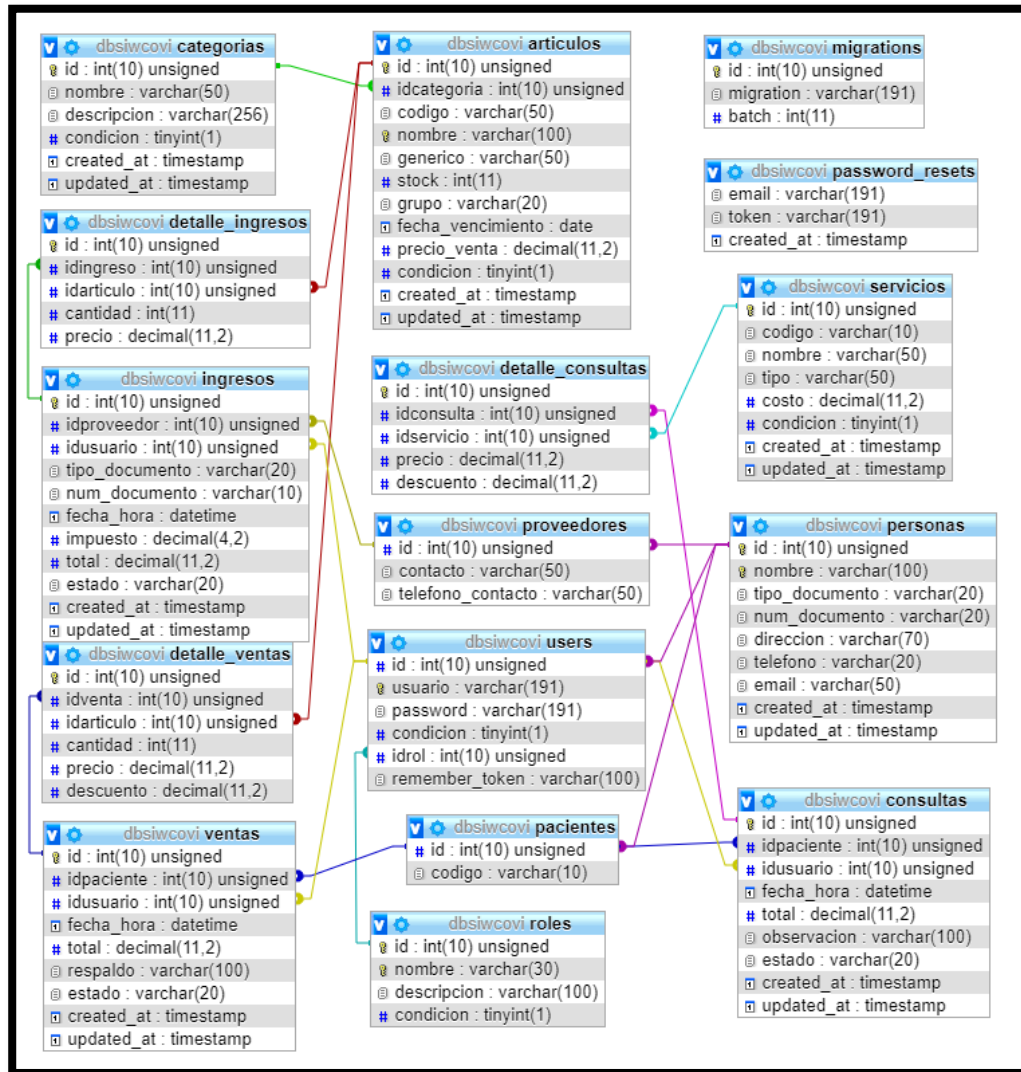 dbsiwcovi categorias
id : int(10) unsigned
nombre : varchar(50)
descripcion : varchar(256)
# condicion : tinyint(1)
created_at : timestamp
updated_at : timestamp
dbsiwcovi detalle_ingresos
id : int(10) unsigned
# idingreso : int(10) unsigned
# idarticulo : int(10) unsigned
# cantidad : int(11)
# precio : decimal(11,2)
dbsiwcovi ingresos
id : int(10) unsigned
# idproveedor : int(10) unsigned
# idusuario : int(10) unsigned
tipo_documento : varchar(20)
num_documento : varchar(10)
fecha_hora : datetime
# impuesto : decimal(4,2)
# total : decimal(11,2)
estado : varchar(20)
created_at : timestamp
updated_at : timestamp
dbsiwcovi detalle_ventas
id : int(10) unsigned
# idventa : int(10) unsigned
# idarticulo : int(10) unsigned
# cantidad : int(11)
# precio : decimal(11,2)
# descuento : decimal(11,2)
dbsiwcovi ventas
id : int(10) unsigned
# idpaciente : int(10) unsigned
# idusuario : int(10) unsigned
fecha_hora : datetime
# total : decimal(11,2)
respaldo : varchar(100)
estado : varchar(20)
created_at : timestamp
updated_at : timestamp
dbsiwcovi articulos
id : int(10) unsigned
# idcategoria : int(10) unsigned
codigo : varchar(50)
nombre : varchar(100)
generico : varchar(50)
# stock : int(11)
grupo : varchar(20)
fecha_vencimiento : date
# precio_venta : decimal(11,2)
# condicion : tinyint(1)
created_at : timestamp
updated_at : timestamp
dbsiwcovi detalle_consultas
id : int(10) unsigned
# idconsulta : int(10) unsigned
# idservicio : int(10) unsigned
# precio : decimal(11,2)
# descuento : decimal(11,2)
dbsiwcovi proveedores
# id : int(10) unsigned
contacto : varchar(50)
telefono_contacto : varchar(50)
dbsiwcovi users
# id : int(10) unsigned
usuario : varchar(191)
password : varchar(191)
# condicion : tinyint(1)
# idrol : int(10) unsigned
remember_token : varchar(100)
dbsiwcovi pacientes
# id : int(10) unsigned
codigo : varchar(10)
dbsiwcovi roles
id : int(10) unsigned
nombre : varchar(30)
descripcion : varchar(100)
# condicion : tinyint(1)
dbsiwcovi migrations
id : int(10) unsigned
migration : varchar(191)
# batch : int(11)
dbsiwcovi password_resets
email : varchar(191)
token : varchar(191)
created_at : timestamp
dbsiwcovi servicios
id : int(10) unsigned
codigo : varchar(10)
nombre : varchar(50)
tipo : varchar(50)
# costo : decimal(11,2)
# condicion : tinyint(1)
created_at : timestamp
updated_at : timestamp
dbsiwcovi personas
id : int(10) unsigned
nombre : varchar(100)
tipo_documento : varchar(20)
num_documento : varchar(20)
direccion : varchar(70)
telefono : varchar(20)
email : varchar(50)
created_at : timestamp
updated_at : timestamp
dbsiwcovi consultas
id : int(10) unsigned
# idpaciente : int(10) unsigned
# idusuario : int(10) unsigned
fecha_hora : datetime
# total : decimal(11,2)
observacion : varchar(100)
estado : varchar(20)
created_at : timestamp
updated_at : timestamp